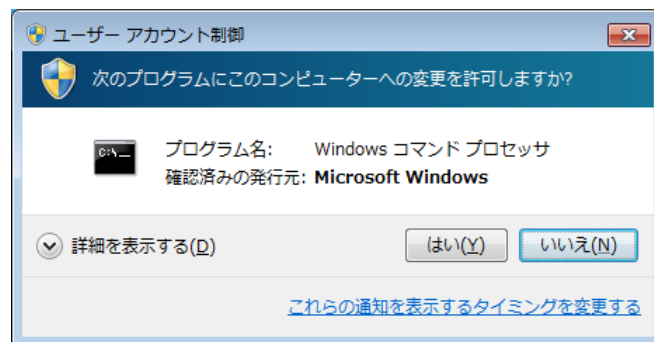 ユーザー アカウント制御
次のプログラムにこのコンピューターへの変更を許可しますか?
C:\_
プログラム名: Windows コマンド プロセッサ
確認済みの発行元: Microsoft Windows
詳細を表示する(D) はい(Y) いいえ(N)
これらの通知を表示するタイミングを変更する